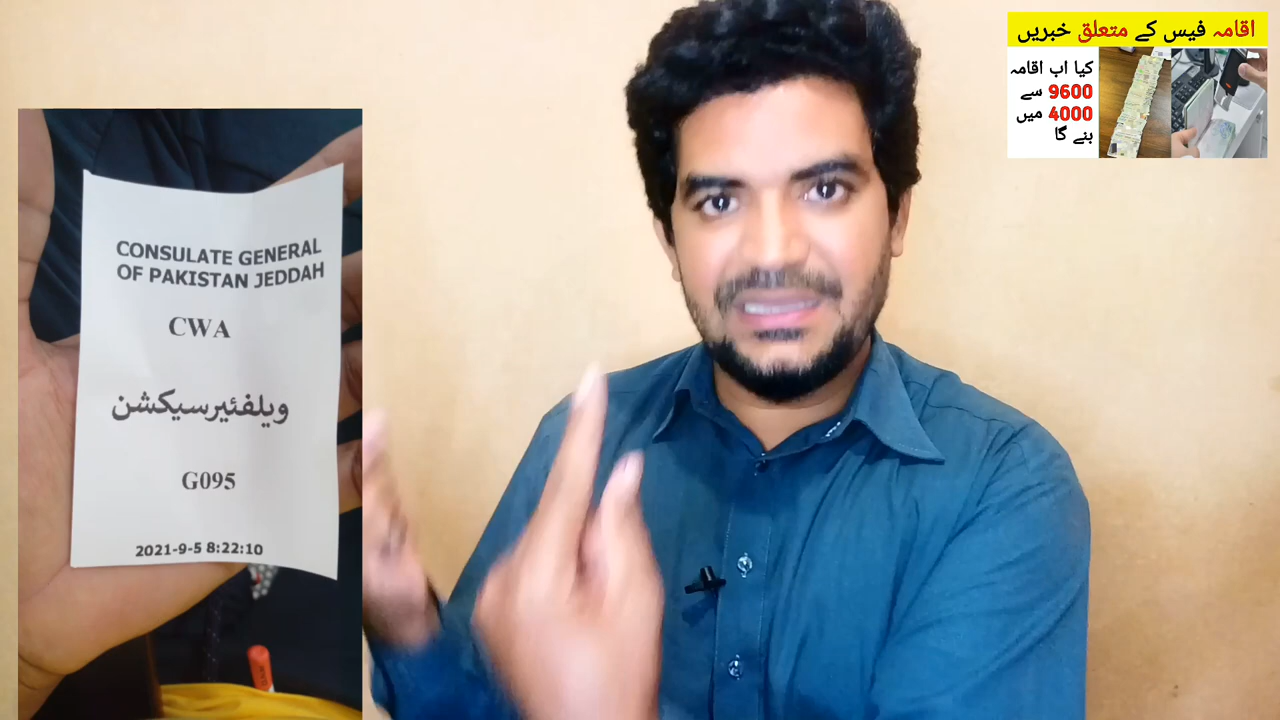 CONSULATE GENERAL
OF PAKISTAN JEDDAH
CWA
ویلفئیرسیکشن
G095
2021-9-5 8:22:10
اقامہ فیس کے متعلق خبریں
کیا اب اقامہ
9600 سے
4000 میں
بنے گا